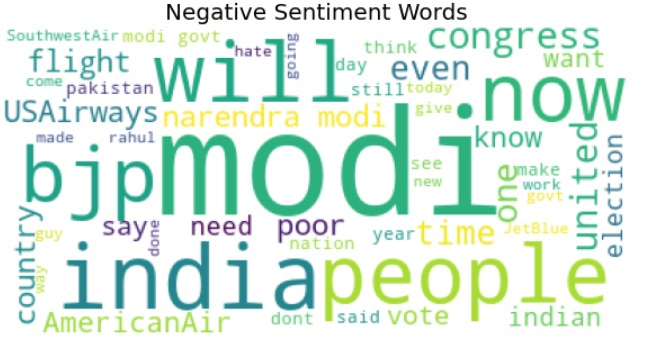 Negative Sentiment Words
SouthwestAir modi govt hate going think congress
flight will day even want
come pakistan still today now
USAirways narendra modi give know
made rahul modi united
bjp see one make
new work election
govt
say done need poor year time JetBlue
country guy nation
way india people
AmericanAir dont said vote indian